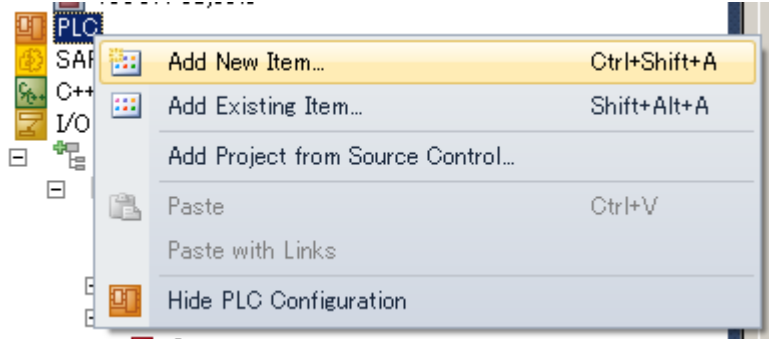 PLC
SAF
Add New Item... Ctrl+Shift+A
C++
Add Existing Item... Shift+Alt+A
I/O
Add Project from Source Control...
Paste Ctrl+V
Paste with Links
Hide PLC Configuration